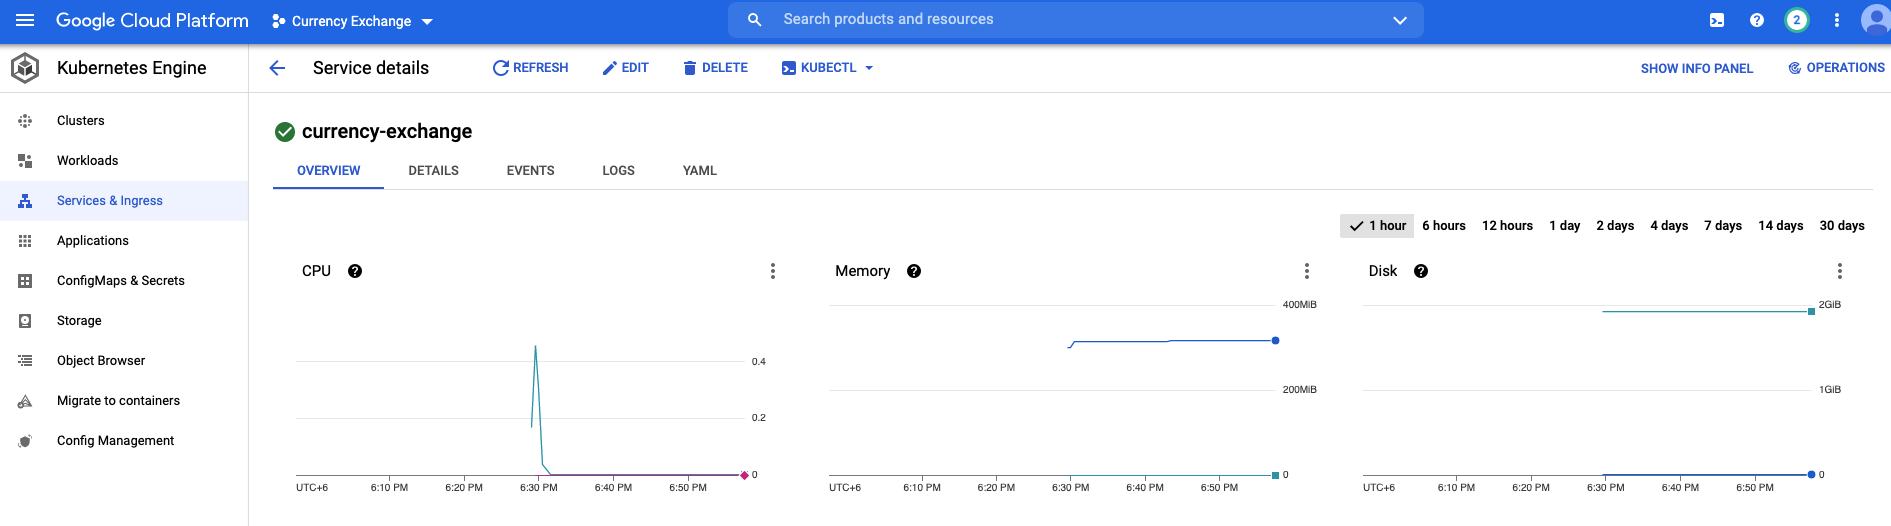 Google Cloud Platform Currency Exchange Search products and resources 2
Kubernetes Engine Service details REFRESH EDIT DELETE KUBECTL SHOW INFO PANEL OPERATIONS
Clusters
Workloads
Services & Ingress
Applications
ConfigMaps & Secrets
Storage
Object Browser
Migrate to containers
Config Management
currency-exchange
OVERVIEW DETAILS EVENTS LOGS YAML
1 hour 6 hours 12 hours 1 day 2 days 4 days 7 days 14 days 30 days
CPU
0.4
0.2
0
UTC+6 6:10 PM 6:20 PM 6:30 PM 6:40 PM 6:50 PM
Memory
400MiB
200MiB
0
UTC+6 6:10 PM 6:20 PM 6:30 PM 6:40 PM 6:50 PM
Disk
2GiB
1GiB
0
UTC+6 6:10 PM 6:20 PM 6:30 PM 6:40 PM 6:50 PM